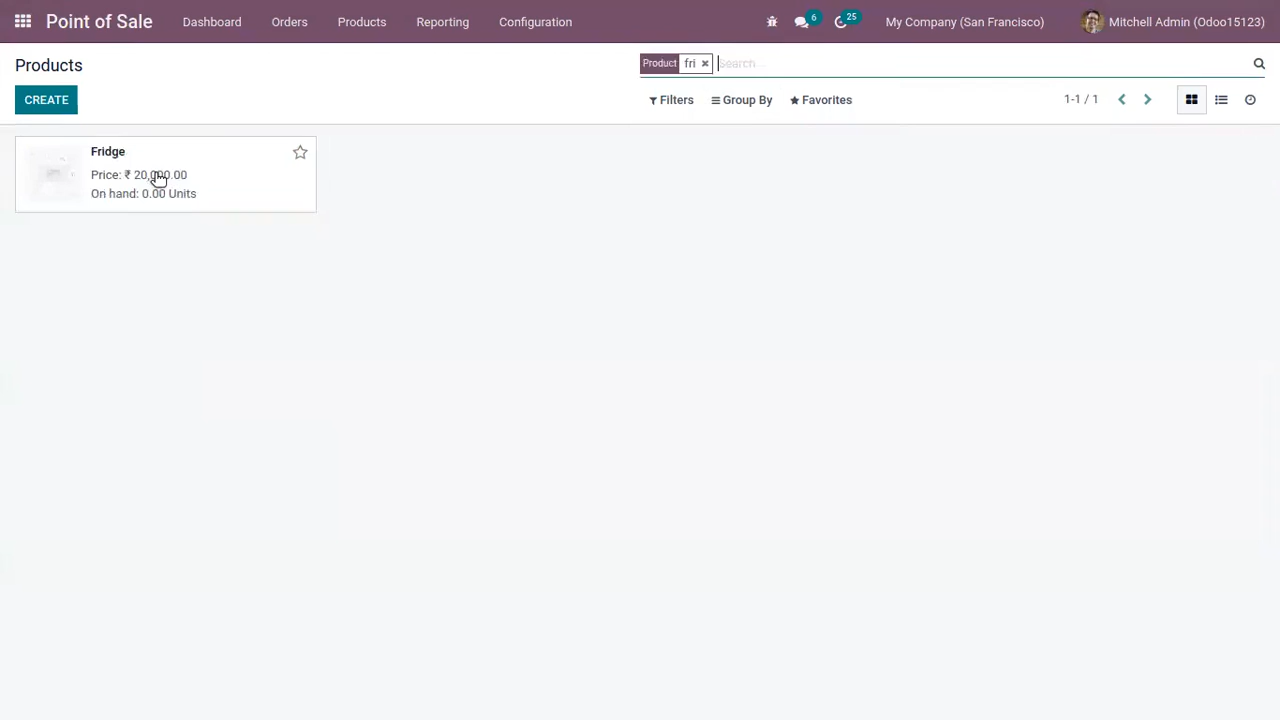 Point of Sale Dashboard Orders Products Reporting Configuration 6 25 My Company (San Francisco) Mitchell Admin (Odoo15123)
Products
Product fri × Search...
CREATE
Filters Group By Favorites 1-1 / 1
Fridge
Price: ₹ 20,000.00
On hand: 0.00 Units